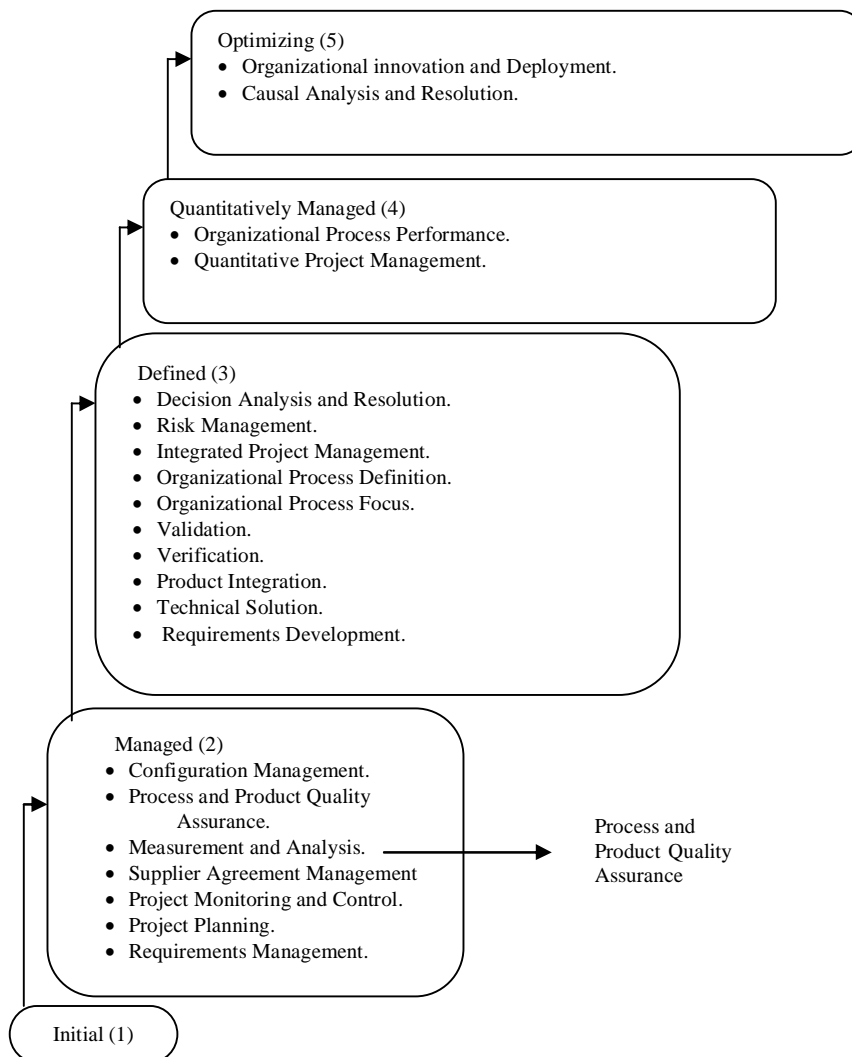 Optimizing (5)
• Organizational innovation and Deployment.
• Causal Analysis and Resolution.
Quantitatively Managed (4)
• Organizational Process Performance.
• Quantitative Project Management.
Defined (3)
• Decision Analysis and Resolution.
• Risk Management.
• Integrated Project Management.
• Organizational Process Definition.
• Organizational Process Focus.
• Validation.
• Verification.
• Product Integration.
• Technical Solution.
• Requirements Development.
Managed (2)
• Configuration Management.
• Process and Product Quality
Assurance.
• Measurement and Analysis.
• Supplier Agreement Management
• Project Monitoring and Control.
• Project Planning.
• Requirements Management.
Process and
Product Quality
Assurance
Initial (1)